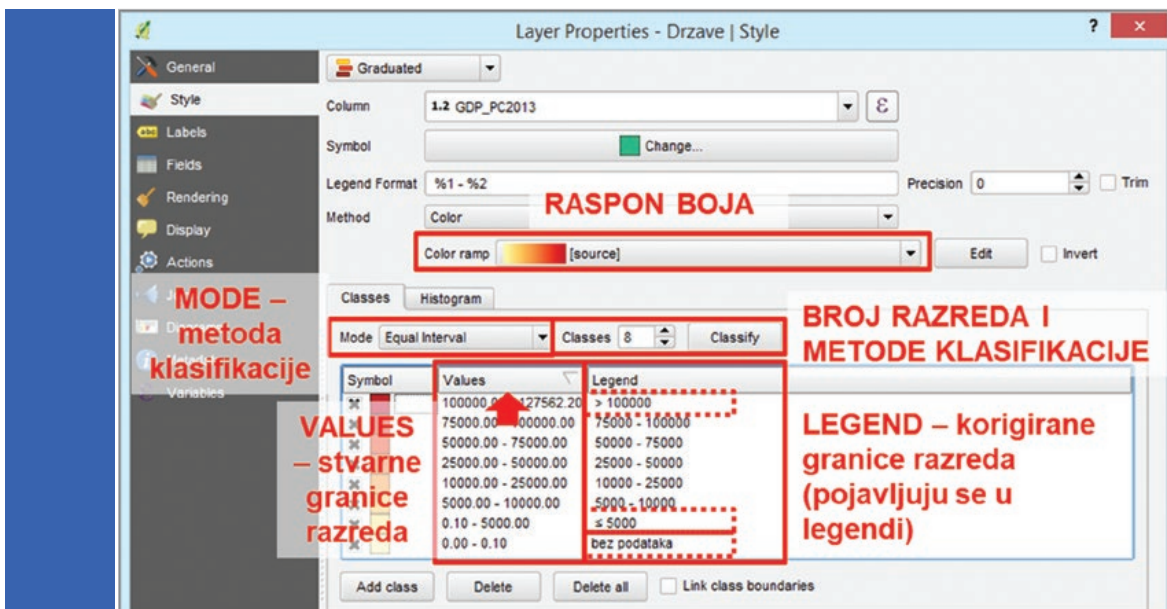 Layer Properties - Drzave | Style
? ×
General
Style
Labels
Fields
Rendering
Display
Actions
Variables
Graduated
Column 1.2 GDP_PC2013 ε
Symbol Change...
Legend Format %1 - %2 Precision 0 Trim
Method Color
RASPON BOJA
Color ramp [source] Edit Invert
Classes Histogram
Mode Equal Interval Classes 8 Classify
MODE –
metoda
klasifikacije
BROJ RAZREDA I
METODE KLASIFIKACIJE
Symbol Values Legend
127562.20 > 100000
75000.00 - 75000 - 100000
50000.00 - 75000.00 50000 - 75000
25000.00 - 50000.00 25000 - 50000
10000.00 - 25000.00 10000 - 25000
5000.00 - 10000.00 5000 - 10000
0.10 - 5000.00 ≤ 5000
0.00 - 0.10 bez podataka
VALUES
– stvarne
granice
razreda
LEGEND – korigirane
granice razreda
(pojavljuju se u
legendi)
Add class Delete Delete all Link class boundaries